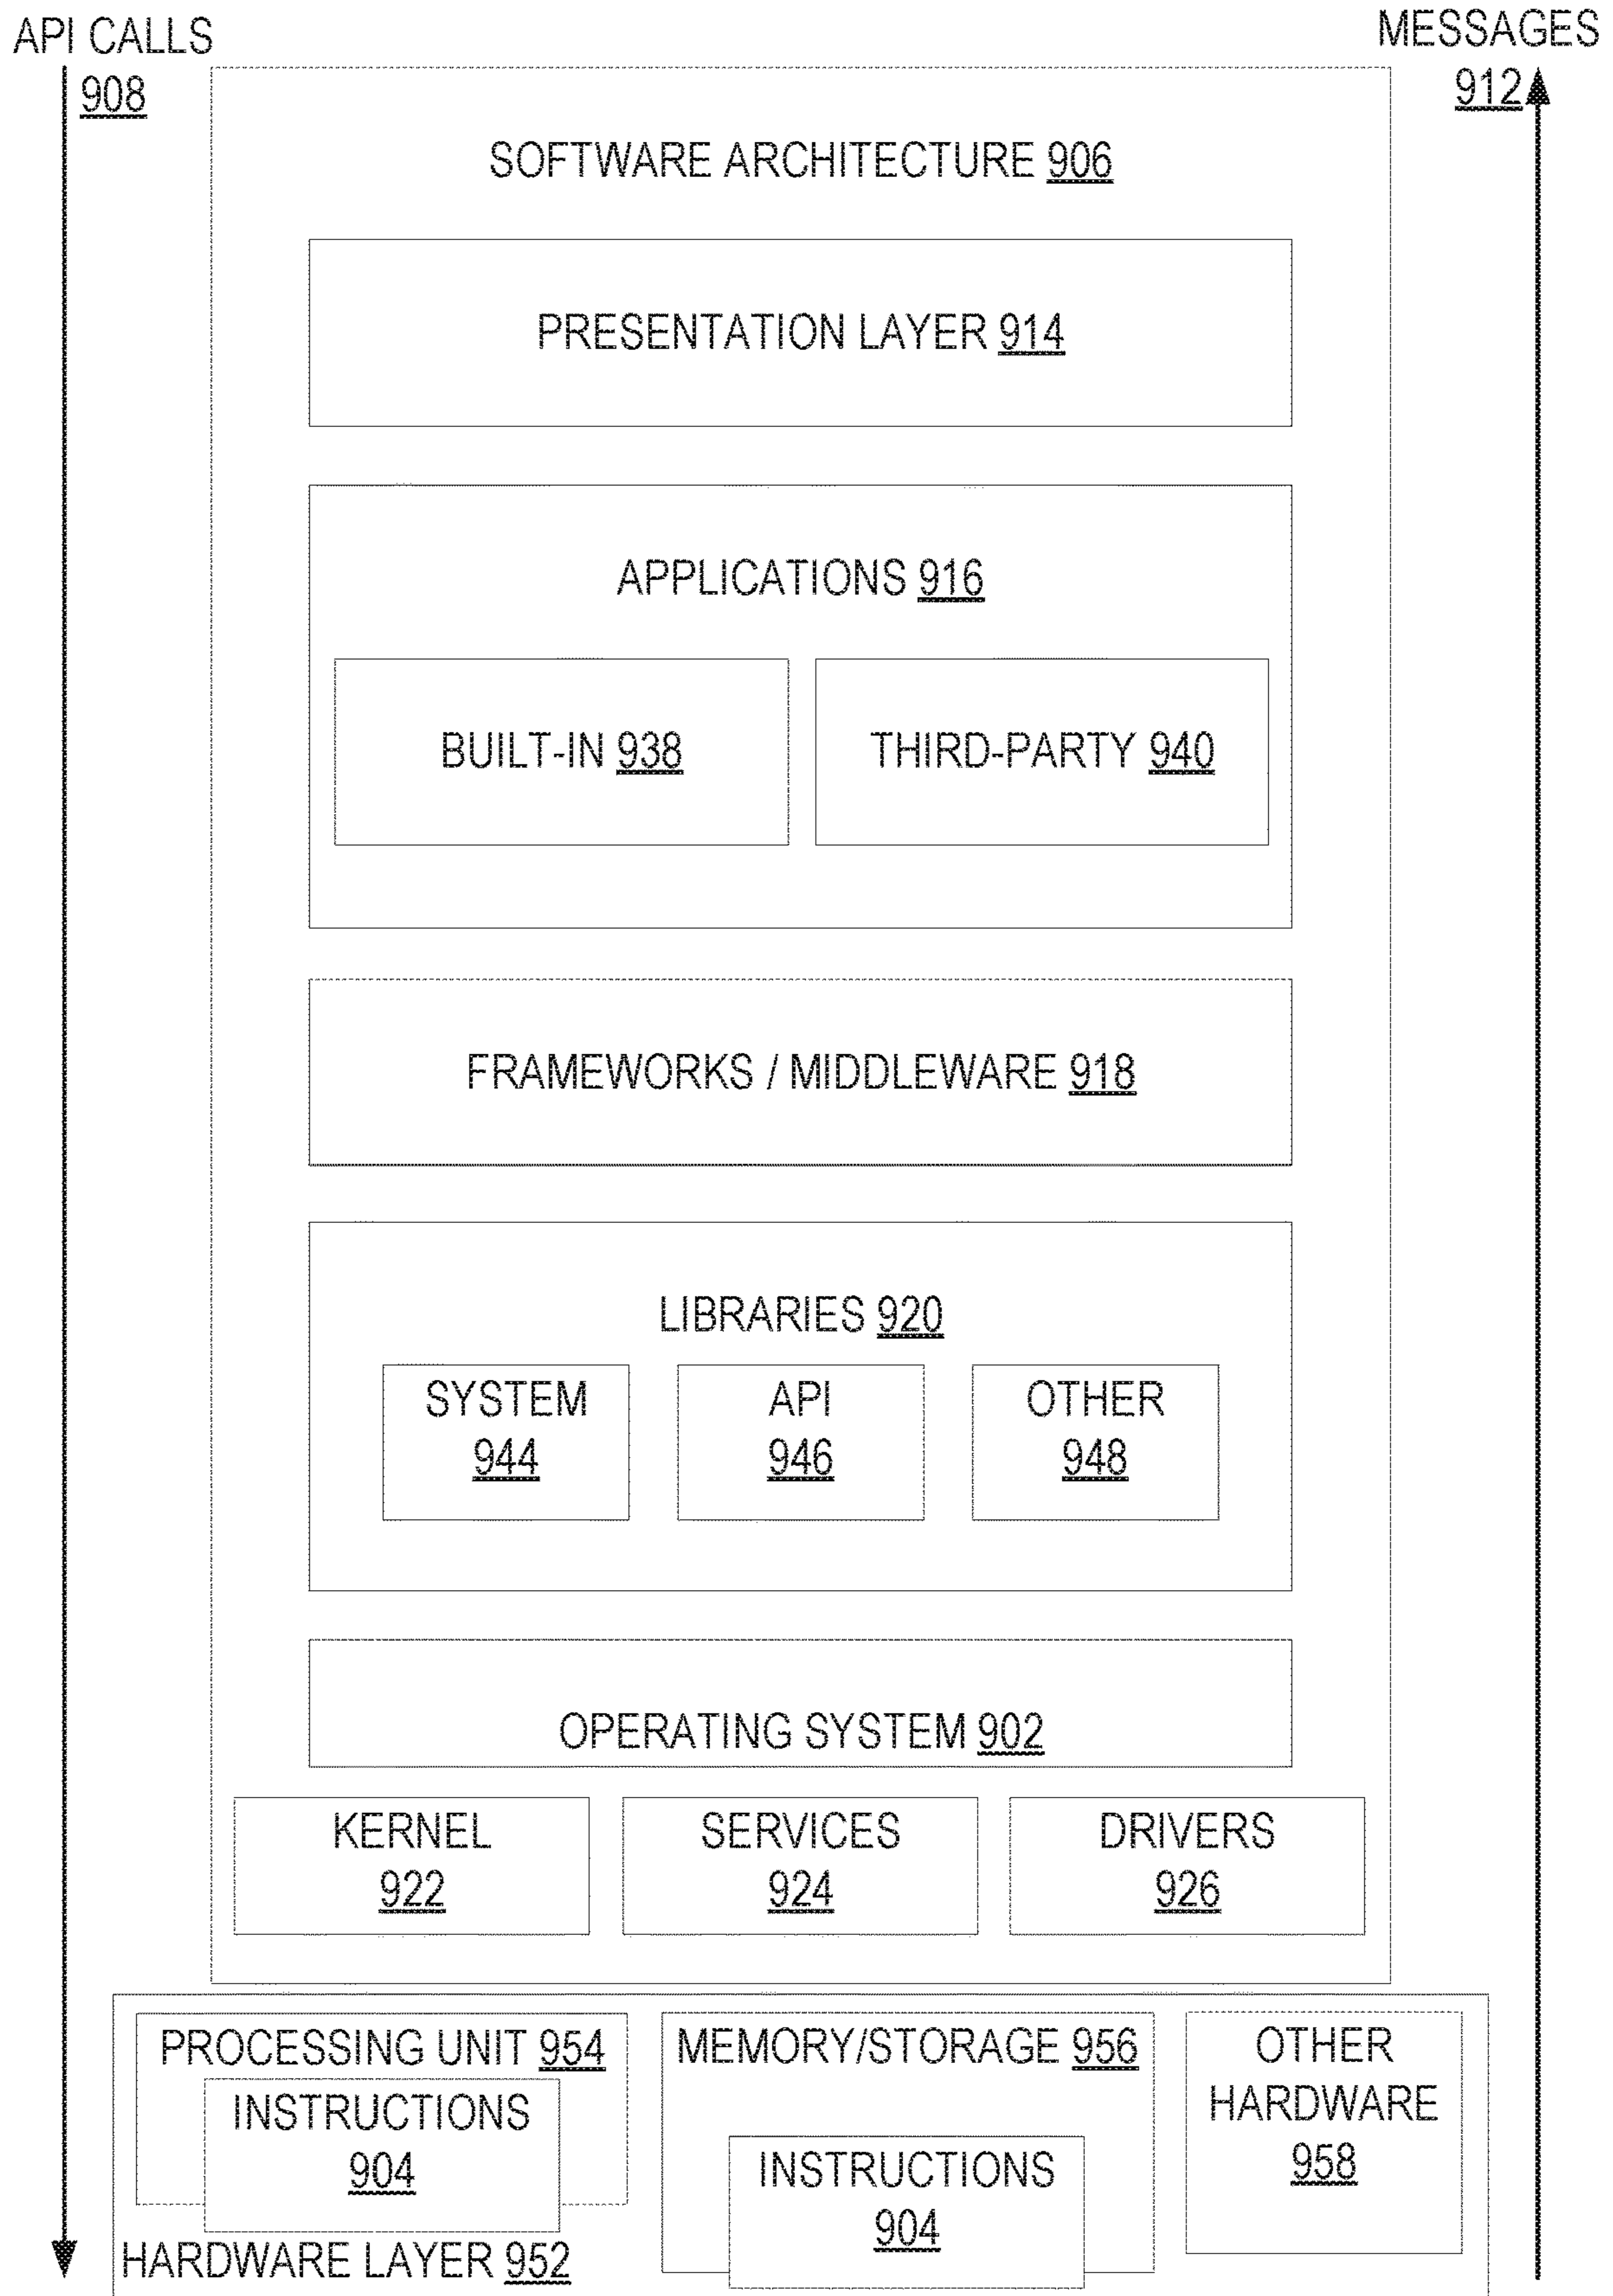 API CALLS
908
MESSAGES
912
SOFTWARE ARCHITECTURE 906
PRESENTATION LAYER 914
APPLICATIONS 916
BUILT-IN 938
THIRD-PARTY 940
FRAMEWORKS / MIDDLEWARE 918
LIBRARIES 920
SYSTEM
944
API
946
OTHER
948
OPERATING SYSTEM 902
KERNEL
922
SERVICES
924
DRIVERS
926
PROCESSING UNIT 954
INSTRUCTIONS
904
MEMORY/STORAGE 956
INSTRUCTIONS
904
OTHER
HARDWARE
958
HARDWARE LAYER 952